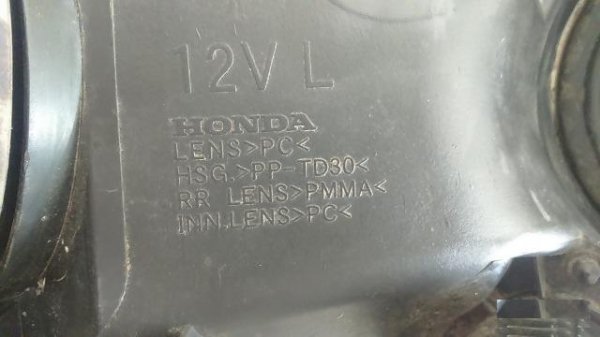 12V L
HONDA
LENS>PC<
HSG.>PP-TD30<
RR LENS>PMMA<
INN.LENS>PC<